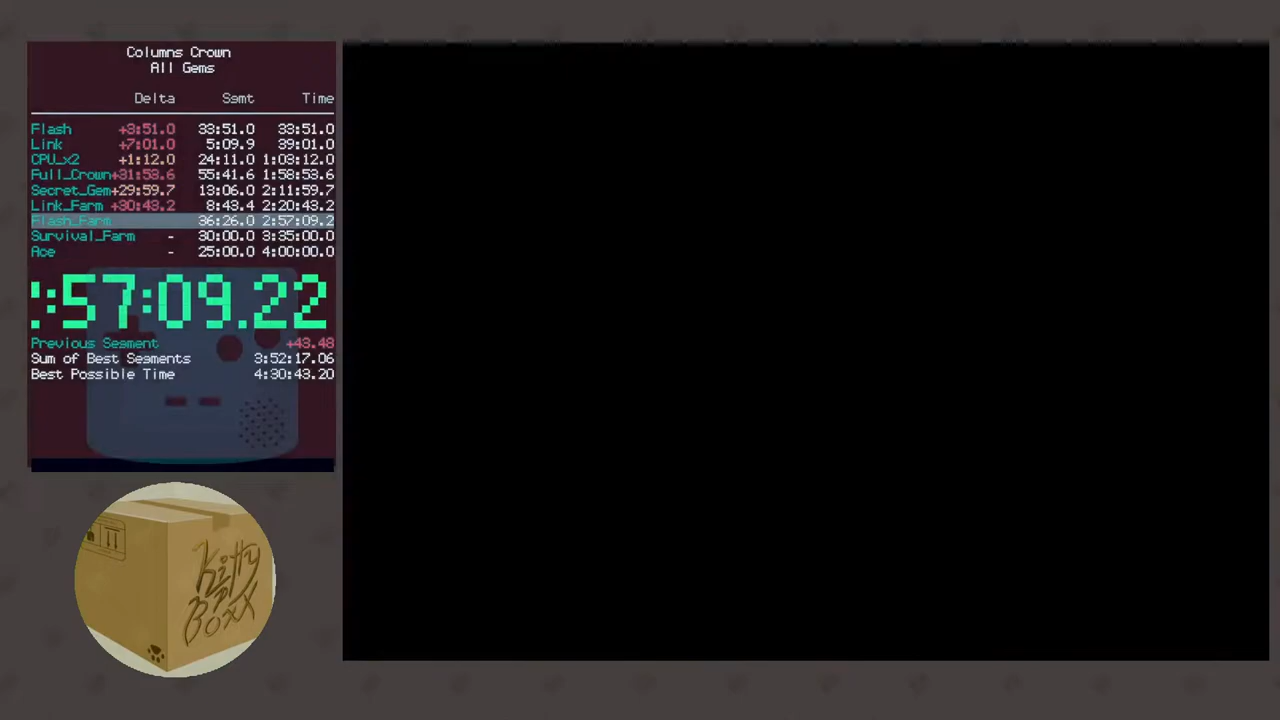 Columns Crown
All Gems
Delta Sgmt Time
Flash +3:51.0 33:51.0 33:51.0
Link +7:01.0 5:09.9 39:01.0
CPU_x2 +1:12.0 24:11.0 1:03:12.0
Full_Crown+31:53.6 55:41.6 1:58:53.6
Secret_Gem+29:59.7 13:06.0 2:11:59.7
Link_Farm +30:43.2 8:43.4 2:20:43.2
Flash_Farm 36:26.0 2:57:09.2
Survival_Farm - 30:00.0 3:35:00.0
Ace - 25:00.0 4:00:00.0
:57:09.22
Previous Segment +43.48
Sum of Best Segments 3:52:17.06
Best Possible Time 4:30:43.20
Kitty
BoxX